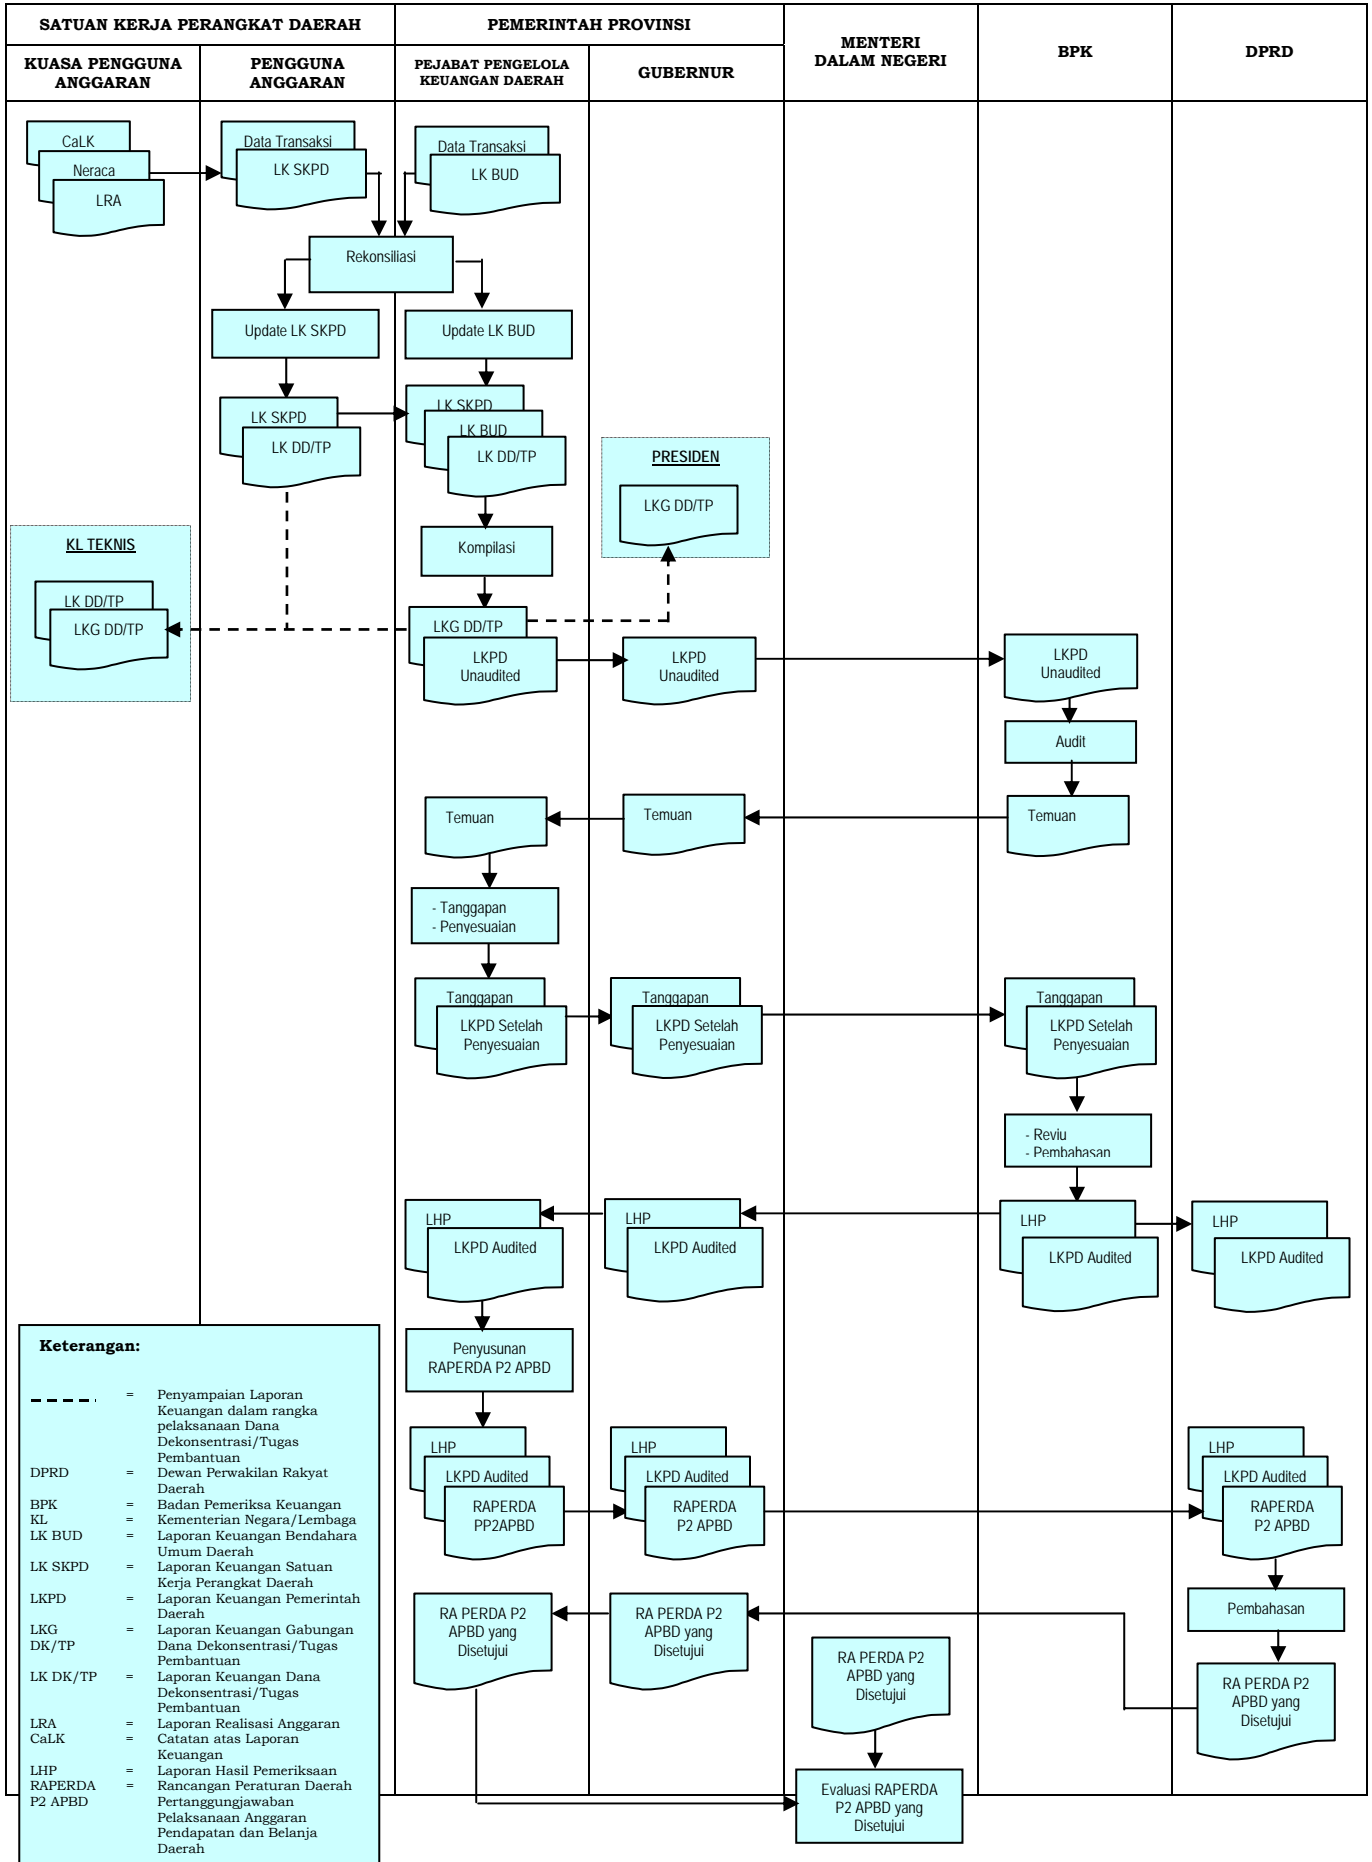 SATUAN KERJA PERANGKAT DAERAH
PEMERINTAH PROVINSI
MENTERI
DALAM NEGERI
BPK
DPRD
KUASA PENGGUNA
ANGGARAN
PENGGUNA
ANGGARAN
PEJABAT PENGELOLA
KEUANGAN DAERAH
GUBERNUR
CaLK
Neraca
LRA
Data Transaksi
LK SKPD
Data Transaksi
LK BUD
Rekonsiliasi
Update LK SKPD
Update LK BUD
LK SKPD
LK DD/TP
LK SKPD
LK BUD
LK DD/TP
PRESIDEN
LKG DD/TP
KL TEKNIS
LK DD/TP
LKG DD/TP
Kompilasi
LKG DD/TP
LKPD
Unaudited
LKPD
Unaudited
LKPD
Unaudited
Audit
Temuan
Temuan
Temuan
- Tanggapan
- Penyesuaian
Tanggapan
LKPD Setelah
Penyesuaian
Tanggapan
LKPD Setelah
Penyesuaian
Tanggapan
LKPD Setelah
Penyesuaian
- Reviu
- Pembahasan
LHP
LKPD Audited
LHP
LKPD Audited
LHP
LKPD Audited
LHP
LKPD Audited
Penyusunan
RAPERDA P2 APBD
LHP
LKPD Audited
RAPERDA
PP2APBD
LHP
LKPD Audited
RAPERDA
P2 APBD
LHP
LKPD Audited
RAPERDA
P2 APBD
Pembahasan
RA PERDA P2
APBD yang
Disetujui
RA PERDA P2
APBD yang
Disetujui
RA PERDA P2
APBD yang
Disetujui
RA PERDA P2
APBD yang
Disetujui
Evaluasi RAPERDA
P2 APBD yang
Disetujui
Keterangan:
= Penyampaian Laporan
Keuangan dalam rangka
pelaksanaan Dana
Dekonsentrasi/Tugas
Pembantuan
DPRD = Dewan Perwakilan Rakyat
Daerah
BPK = Badan Pemeriksa Keuangan
KL = Kementerian Negara/Lembaga
LK BUD = Laporan Keuangan Bendahara
Umum Daerah
LK SKPD = Laporan Keuangan Satuan
Kerja Perangkat Daerah
LKPD = Laporan Keuangan Pemerintah
Daerah
LKG = Laporan Keuangan Gabungan
DK/TP Dana Dekonsentrasi/Tugas
Pembantuan
LK DK/TP = Laporan Keuangan Dana
Dekonsentrasi/Tugas
Pembantuan
LRA = Laporan Realisasi Anggaran
CaLK = Catatan atas Laporan
Keuangan
LHP = Laporan Hasil Pemeriksaan
RAPERDA = Rancangan Peraturan Daerah
P2 APBD Pertanggungjawaban
Pelaksanaan Anggaran
Pendapatan dan Belanja
Daerah